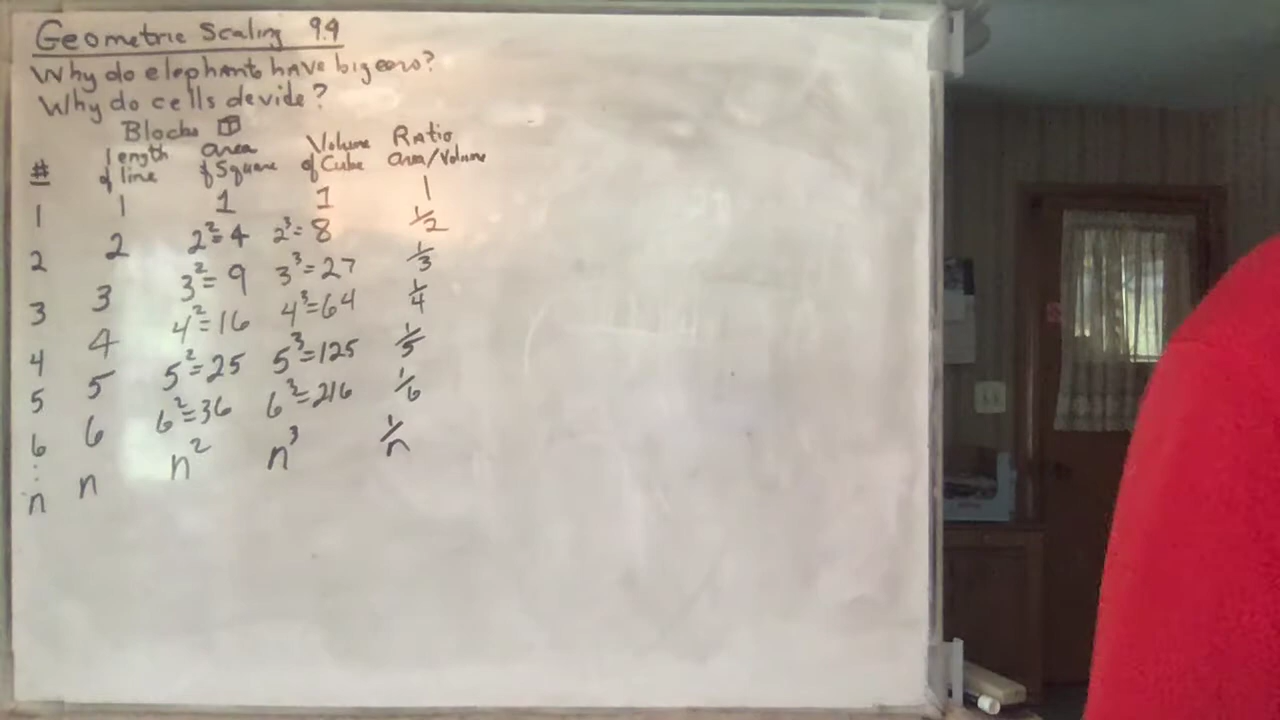 Geometric Scaling 9.4
Why do elephants have big ears?
Why do cells devide?
Blocks
# length of line area of Square Volume of Cube Ratio area/Volume
1 1 1 1 1
2 2 2²=4 2³=8 1/2
3 3 3²=9 3³=27 1/3
4 4 4²=16 4³=64 1/4
5 5 5²=25 5³=125 1/5
6 6 6²=36 6³=216 1/6
⋮
n n n² n³ 1/n